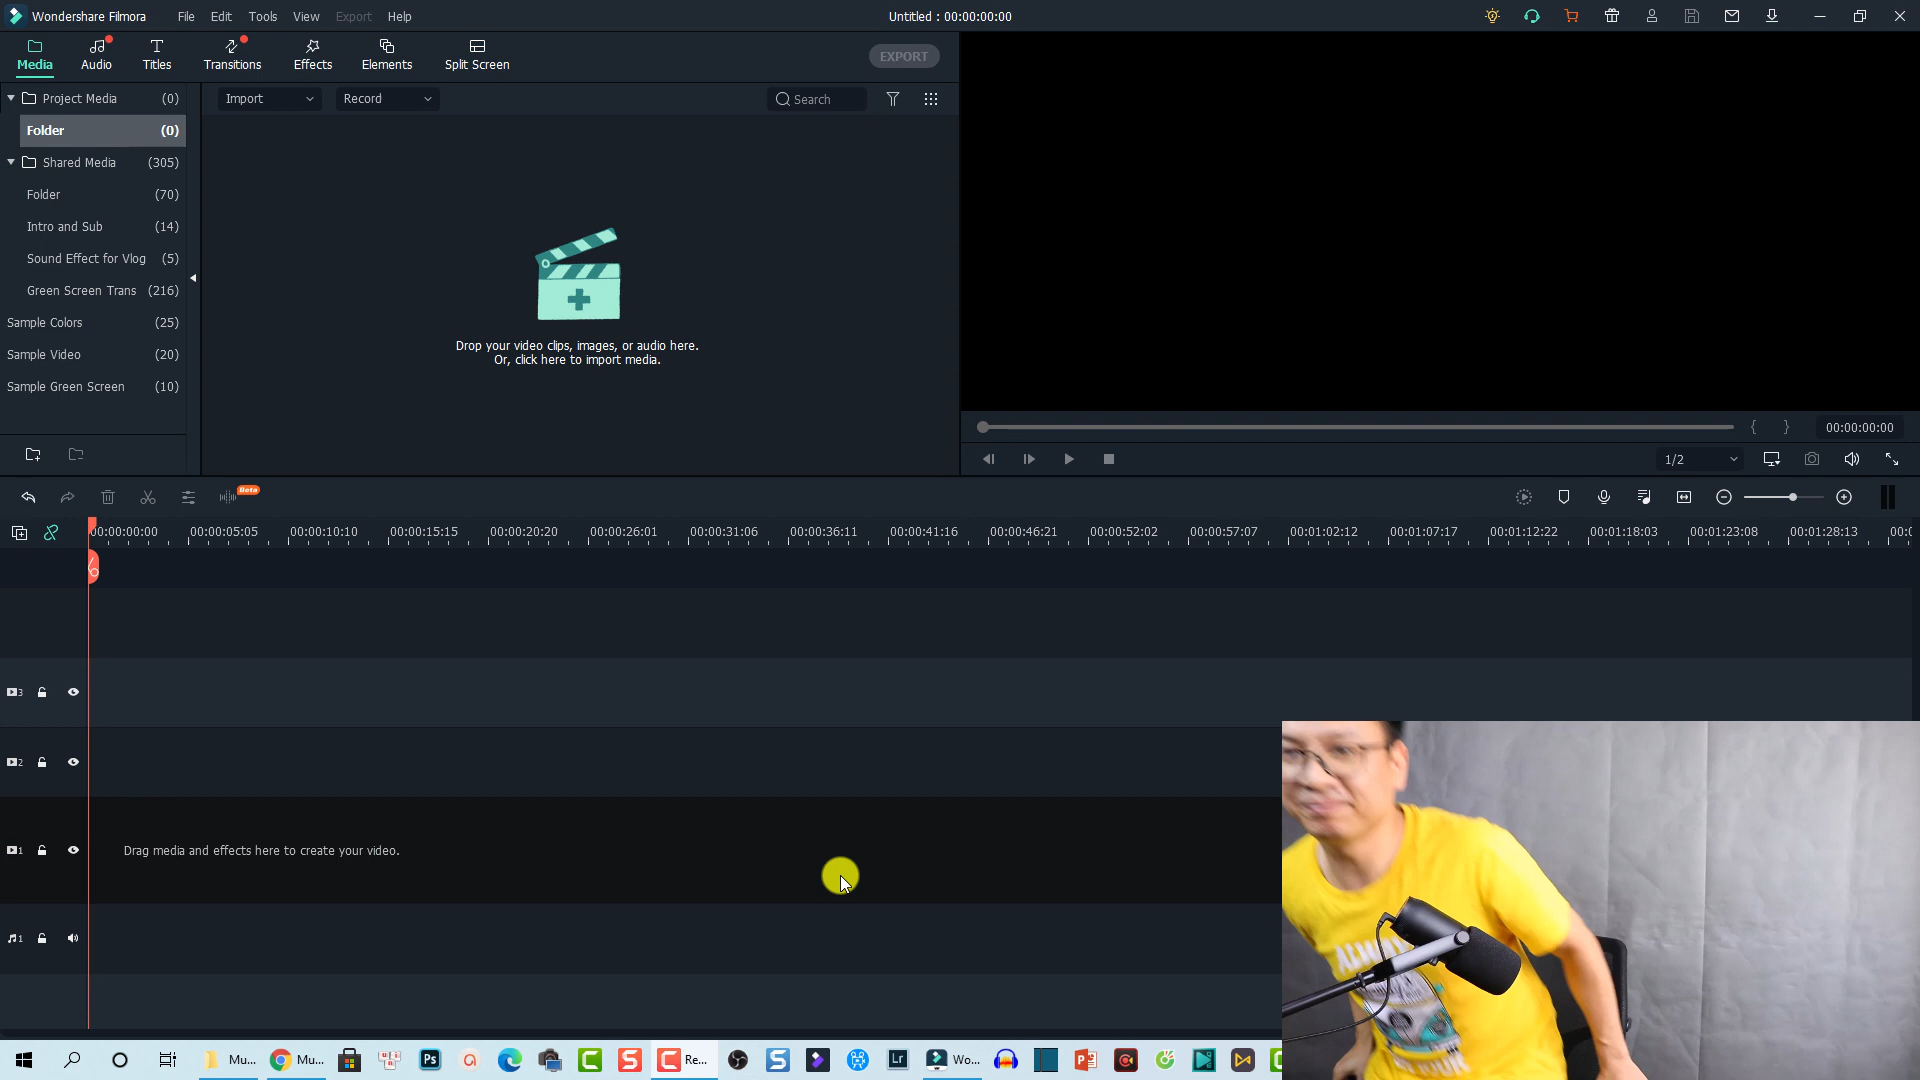 Wondershare Filmora File Edit Tools View Export Help Untitled : 00:00:00:00
Media Audio Titles Transitions Effects Elements Split Screen EXPORT
Project Media (0) Import Record Search
Folder (0)
Shared Media (305)
Folder (70)
Intro and Sub (14)
Sound Effect for Vlog (5)
Green Screen Trans (216)
Sample Colors (25)
Sample Video (20)
Sample Green Screen (10)
Drop your video clips, images, or audio here.
Or, click here to import media.
{ } 00:00:00:00
1/2
Beta
00:00:00:00 00:00:05:05 00:00:10:10 00:00:15:15 00:00:20:20 00:00:26:01 00:00:31:06 00:00:36:11 00:00:41:16 00:00:46:21 00:00:52:02 00:00:57:07 00:01:02:12 00:01:07:17 00:01:12:22 00:01:18:03 00:01:23:08 00:01:28:13 00:0
3
2
1 Drag media and effects here to create your video.
1
Mu... Mu... Ps S C Re... S Lr Wo... P